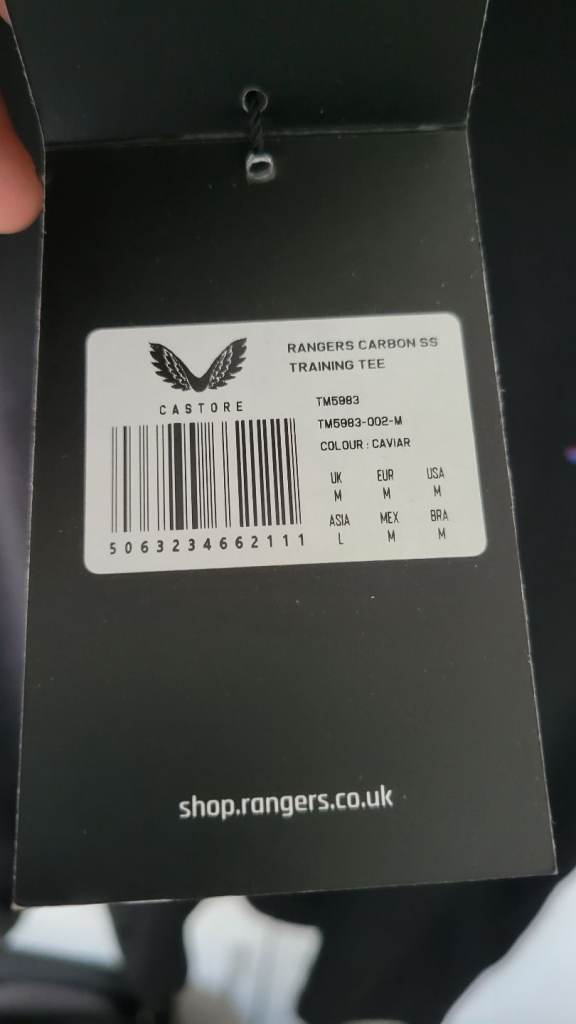 RANGERS CARBON SS
TRAINING TEE
CASTORE
TM5983
TM5983-002-M
COLOUR : CAVIAR
UK EUR USA
M M M
ASIA MEX BRA
L M M
5063234662111
shop.rangers.co.uk